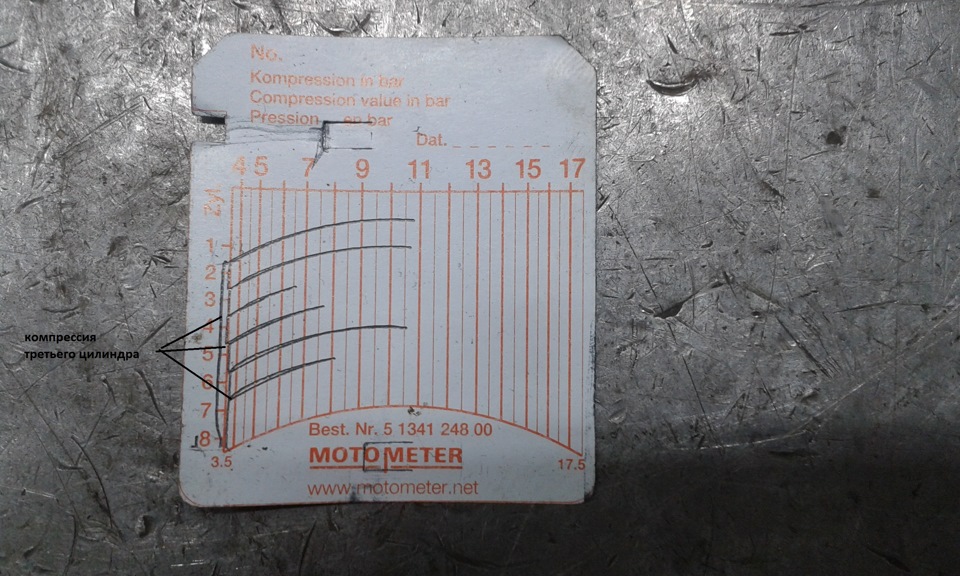 No.
Kompression in bar
Compression value in bar
Pression en bar
Dat.
4 5 7 9 11 13 15 17
Zyl.
1
2
3
4
5
6
7
8
компрессия
третьего цилиндра
3.5
17.5
Best. Nr. 5 1341 248 00
MOTOMETER
www.motometer.net